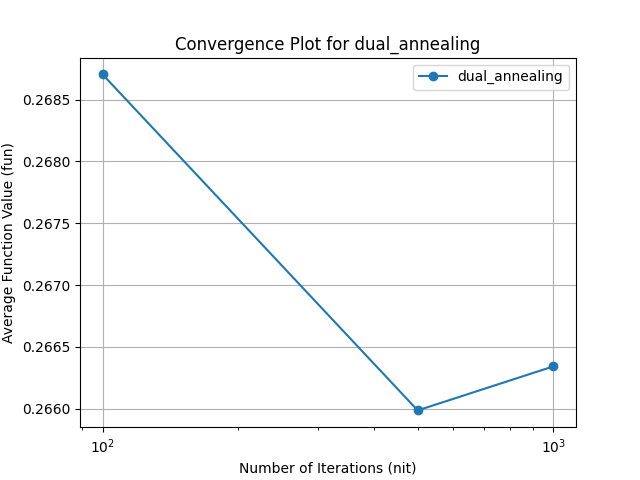 Convergence Plot for dual_annealing
dual_annealing
Average Function Value (fun)
0.2685
0.2680
0.2675
0.2670
0.2665
0.2660
10²
10³
Number of Iterations (nit)